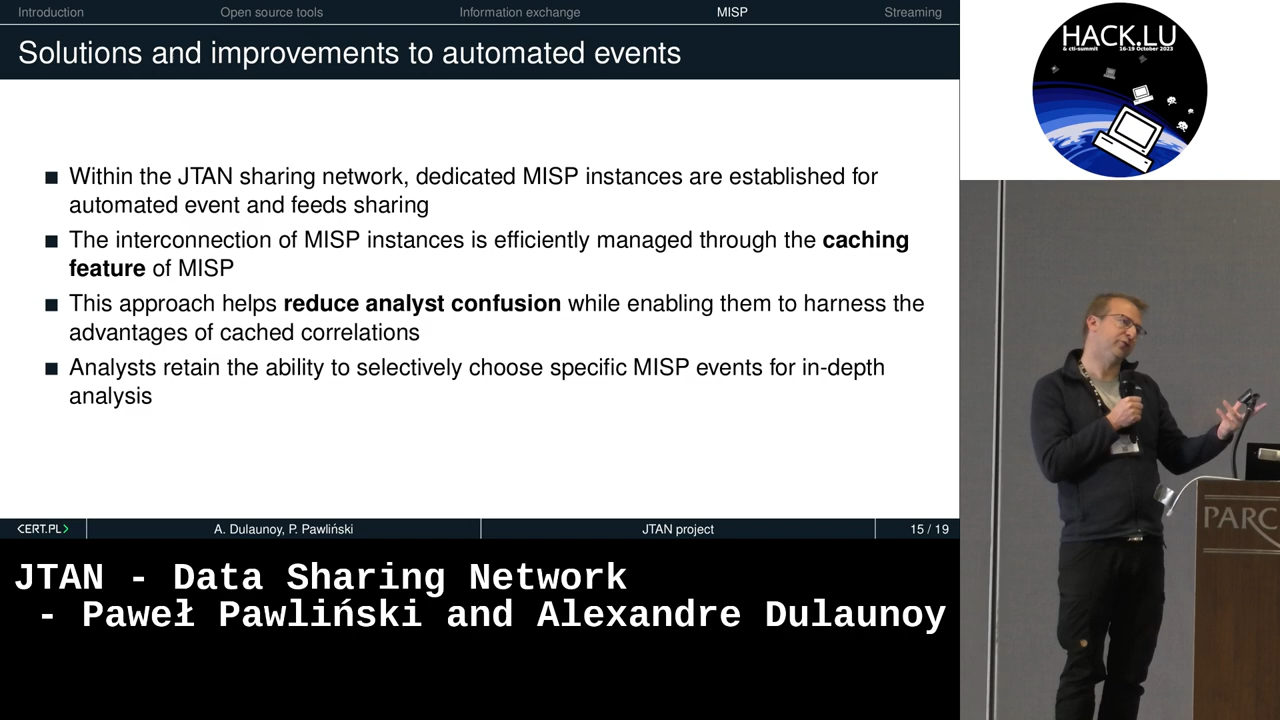 Introduction Open source tools Information exchange MISP Streaming
Solutions and improvements to automated events
Within the JTAN sharing network, dedicated MISP instances are established for
automated event and feeds sharing
The interconnection of MISP instances is efficiently managed through the caching
feature of MISP
This approach helps reduce analyst confusion while enabling them to harness the
advantages of cached correlations
Analysts retain the ability to selectively choose specific MISP events for in-depth
analysis
<CERT.PL> A. Dulaunoy, P. Pawliński JTAN project 15 / 19
JTAN - Data Sharing Network
- Paweł Pawliński and Alexandre Dulaunoy
HACK.LU
& cti-summit 16-19 October 2023
PARC